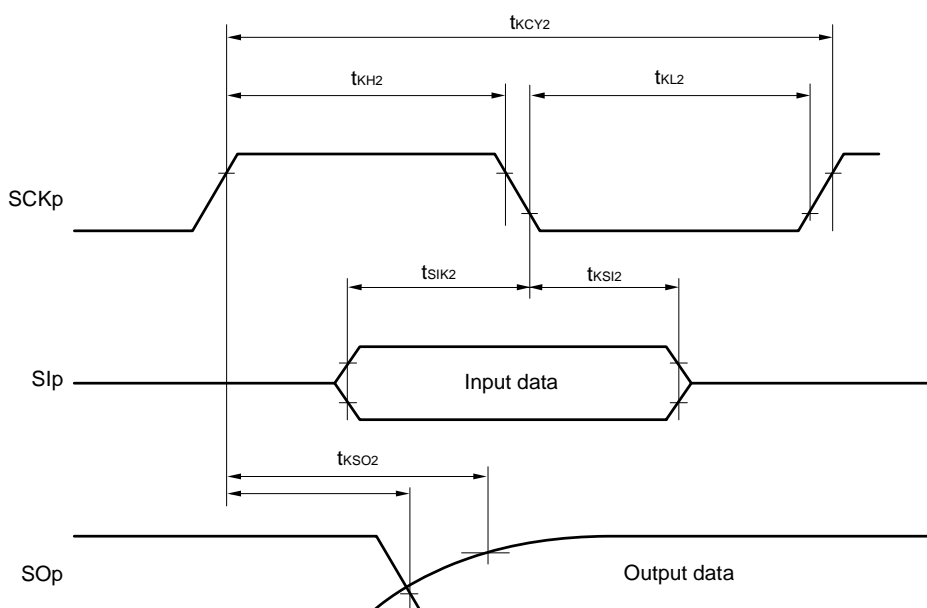 tKCY2
tKH2
tKL2
SCKp
tSIK2
tKSI2
SIp
Input data
tKSO2
SOp
Output data